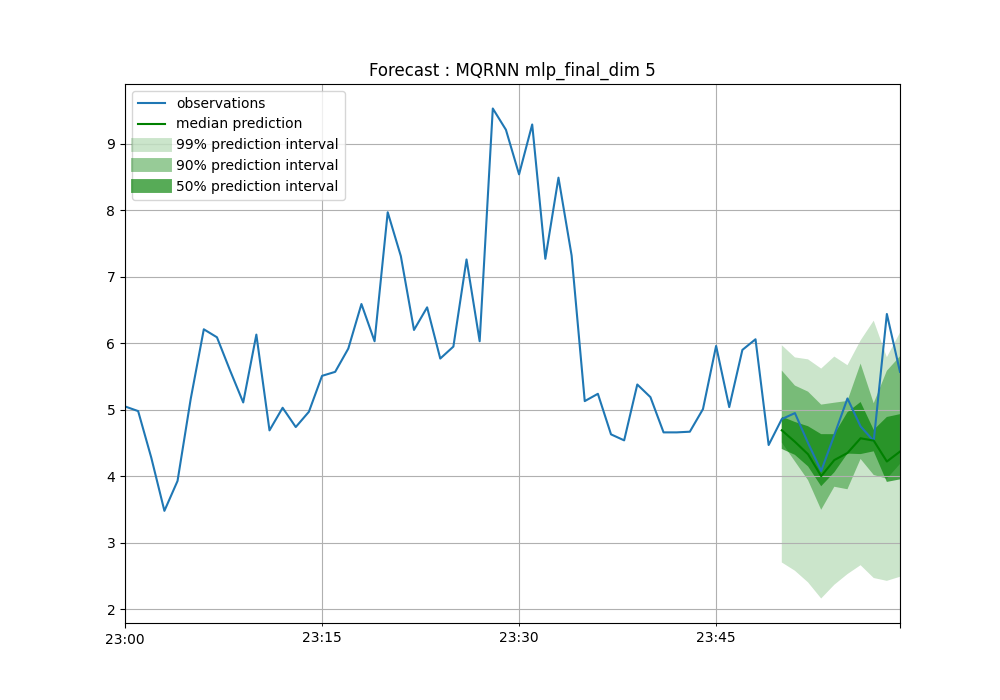 Forecast : MQRNN mlp_final_dim 5
observations
median prediction
99% prediction interval
90% prediction interval
50% prediction interval
9
8
7
6
5
4
3
2
23:00
23:15
23:30
23:45